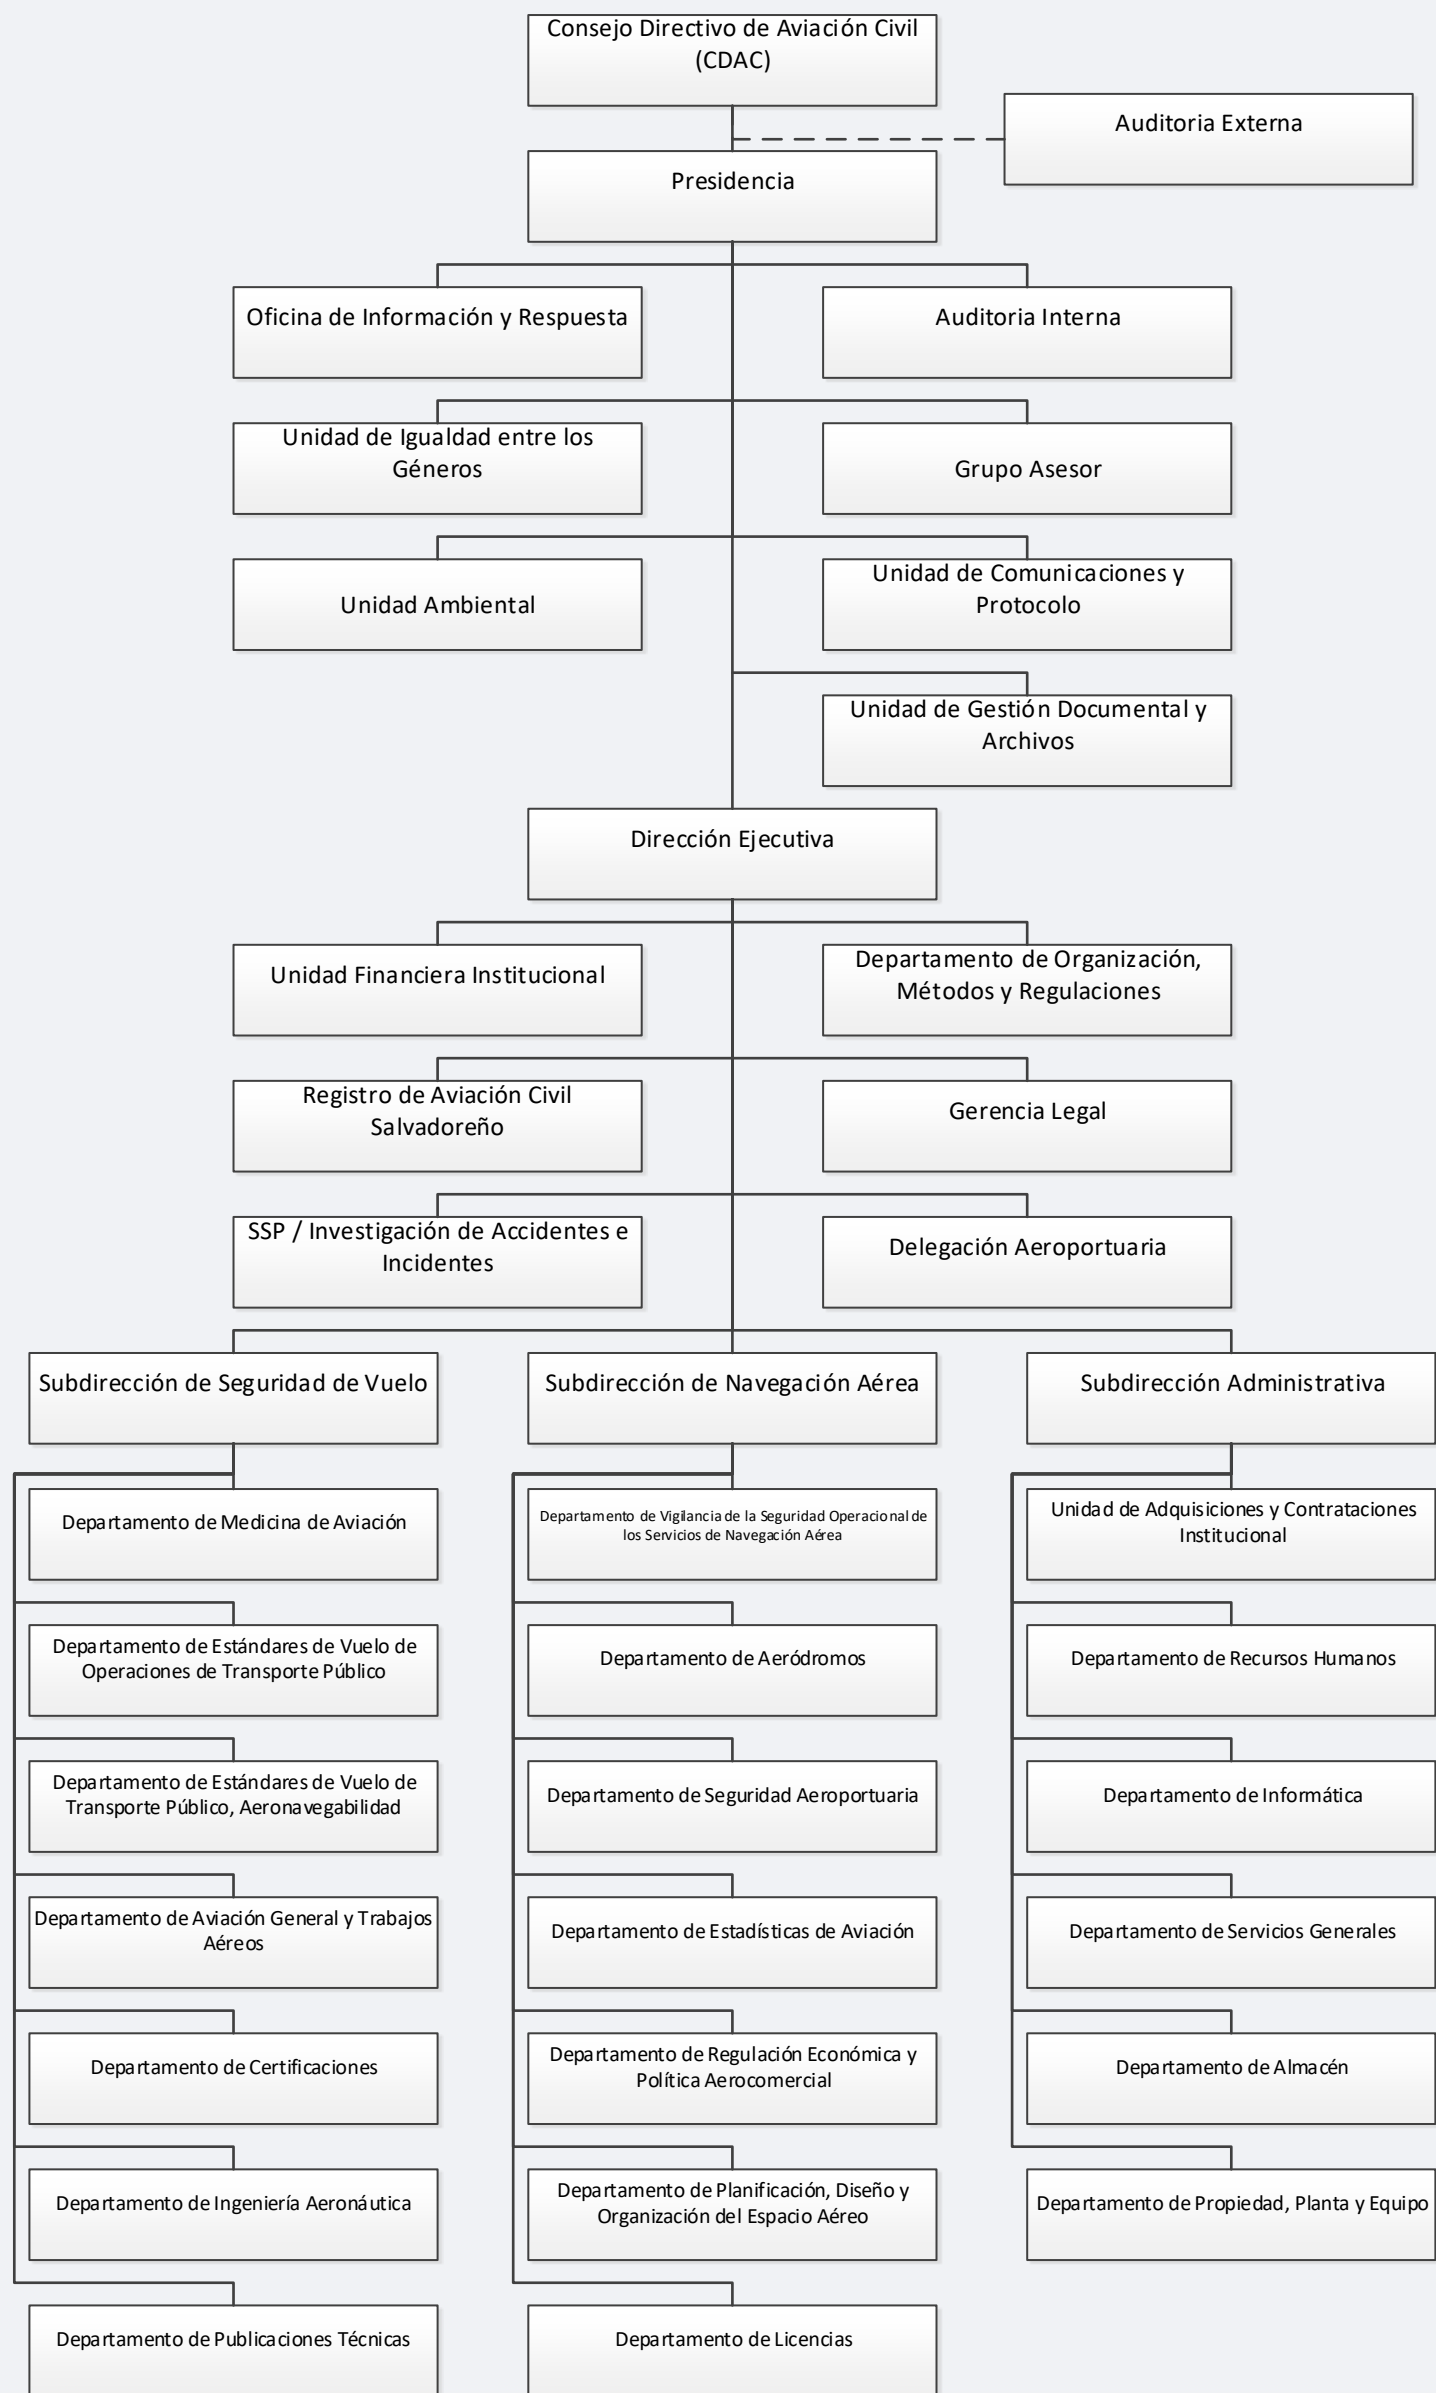 Consejo Directivo de Aviación Civil
(CDAC)
Auditoria Externa
Presidencia
Oficina de Información y Respuesta
Auditoria Interna
Unidad de Igualdad entre los
Géneros
Grupo Asesor
Unidad Ambiental
Unidad de Comunicaciones y
Protocolo
Unidad de Gestión Documental y
Archivos
Dirección Ejecutiva
Unidad Financiera Institucional
Departamento de Organización,
Métodos y Regulaciones
Registro de Aviación Civil
Salvadoreño
Gerencia Legal
SSP / Investigación de Accidentes e
Incidentes
Delegación Aeroportuaria
Subdirección de Seguridad de Vuelo
Subdirección de Navegación Aérea
Subdirección Administrativa
Departamento de Medicina de Aviación
Departamento de Vigilancia de la Seguridad Operacional de
los Servicios de Navegación Aérea
Unidad de Adquisiciones y Contrataciones
Institucional
Departamento de Estándares de Vuelo de
Operaciones de Transporte Público
Departamento de Aeródromos
Departamento de Recursos Humanos
Departamento de Estándares de Vuelo de
Transporte Público, Aeronavegabilidad
Departamento de Seguridad Aeroportuaria
Departamento de Informática
Departamento de Aviación General y Trabajos
Aéreos
Departamento de Estadísticas de Aviación
Departamento de Servicios Generales
Departamento de Certificaciones
Departamento de Regulación Económica y
Política Aerocomercial
Departamento de Almacén
Departamento de Ingeniería Aeronáutica
Departamento de Planificación, Diseño y
Organización del Espacio Aéreo
Departamento de Propiedad, Planta y Equipo
Departamento de Publicaciones Técnicas
Departamento de Licencias